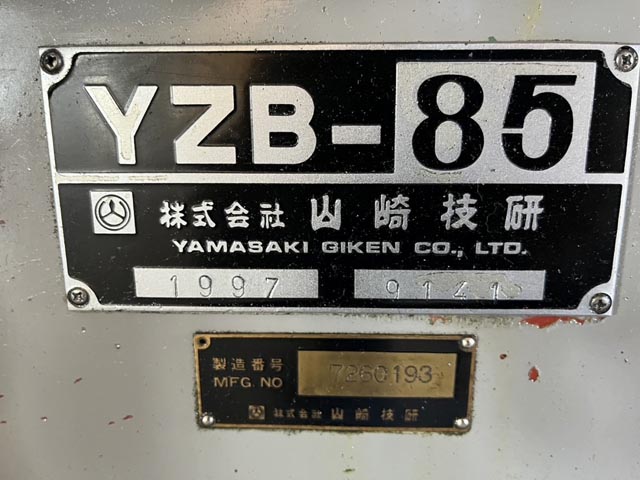 YZB-85
株式会社 山崎技研
YAMASAKI GIKEN CO., LTD.
1997 9141
製造番号
MFG. NO 7260193
株式会社 山崎技研